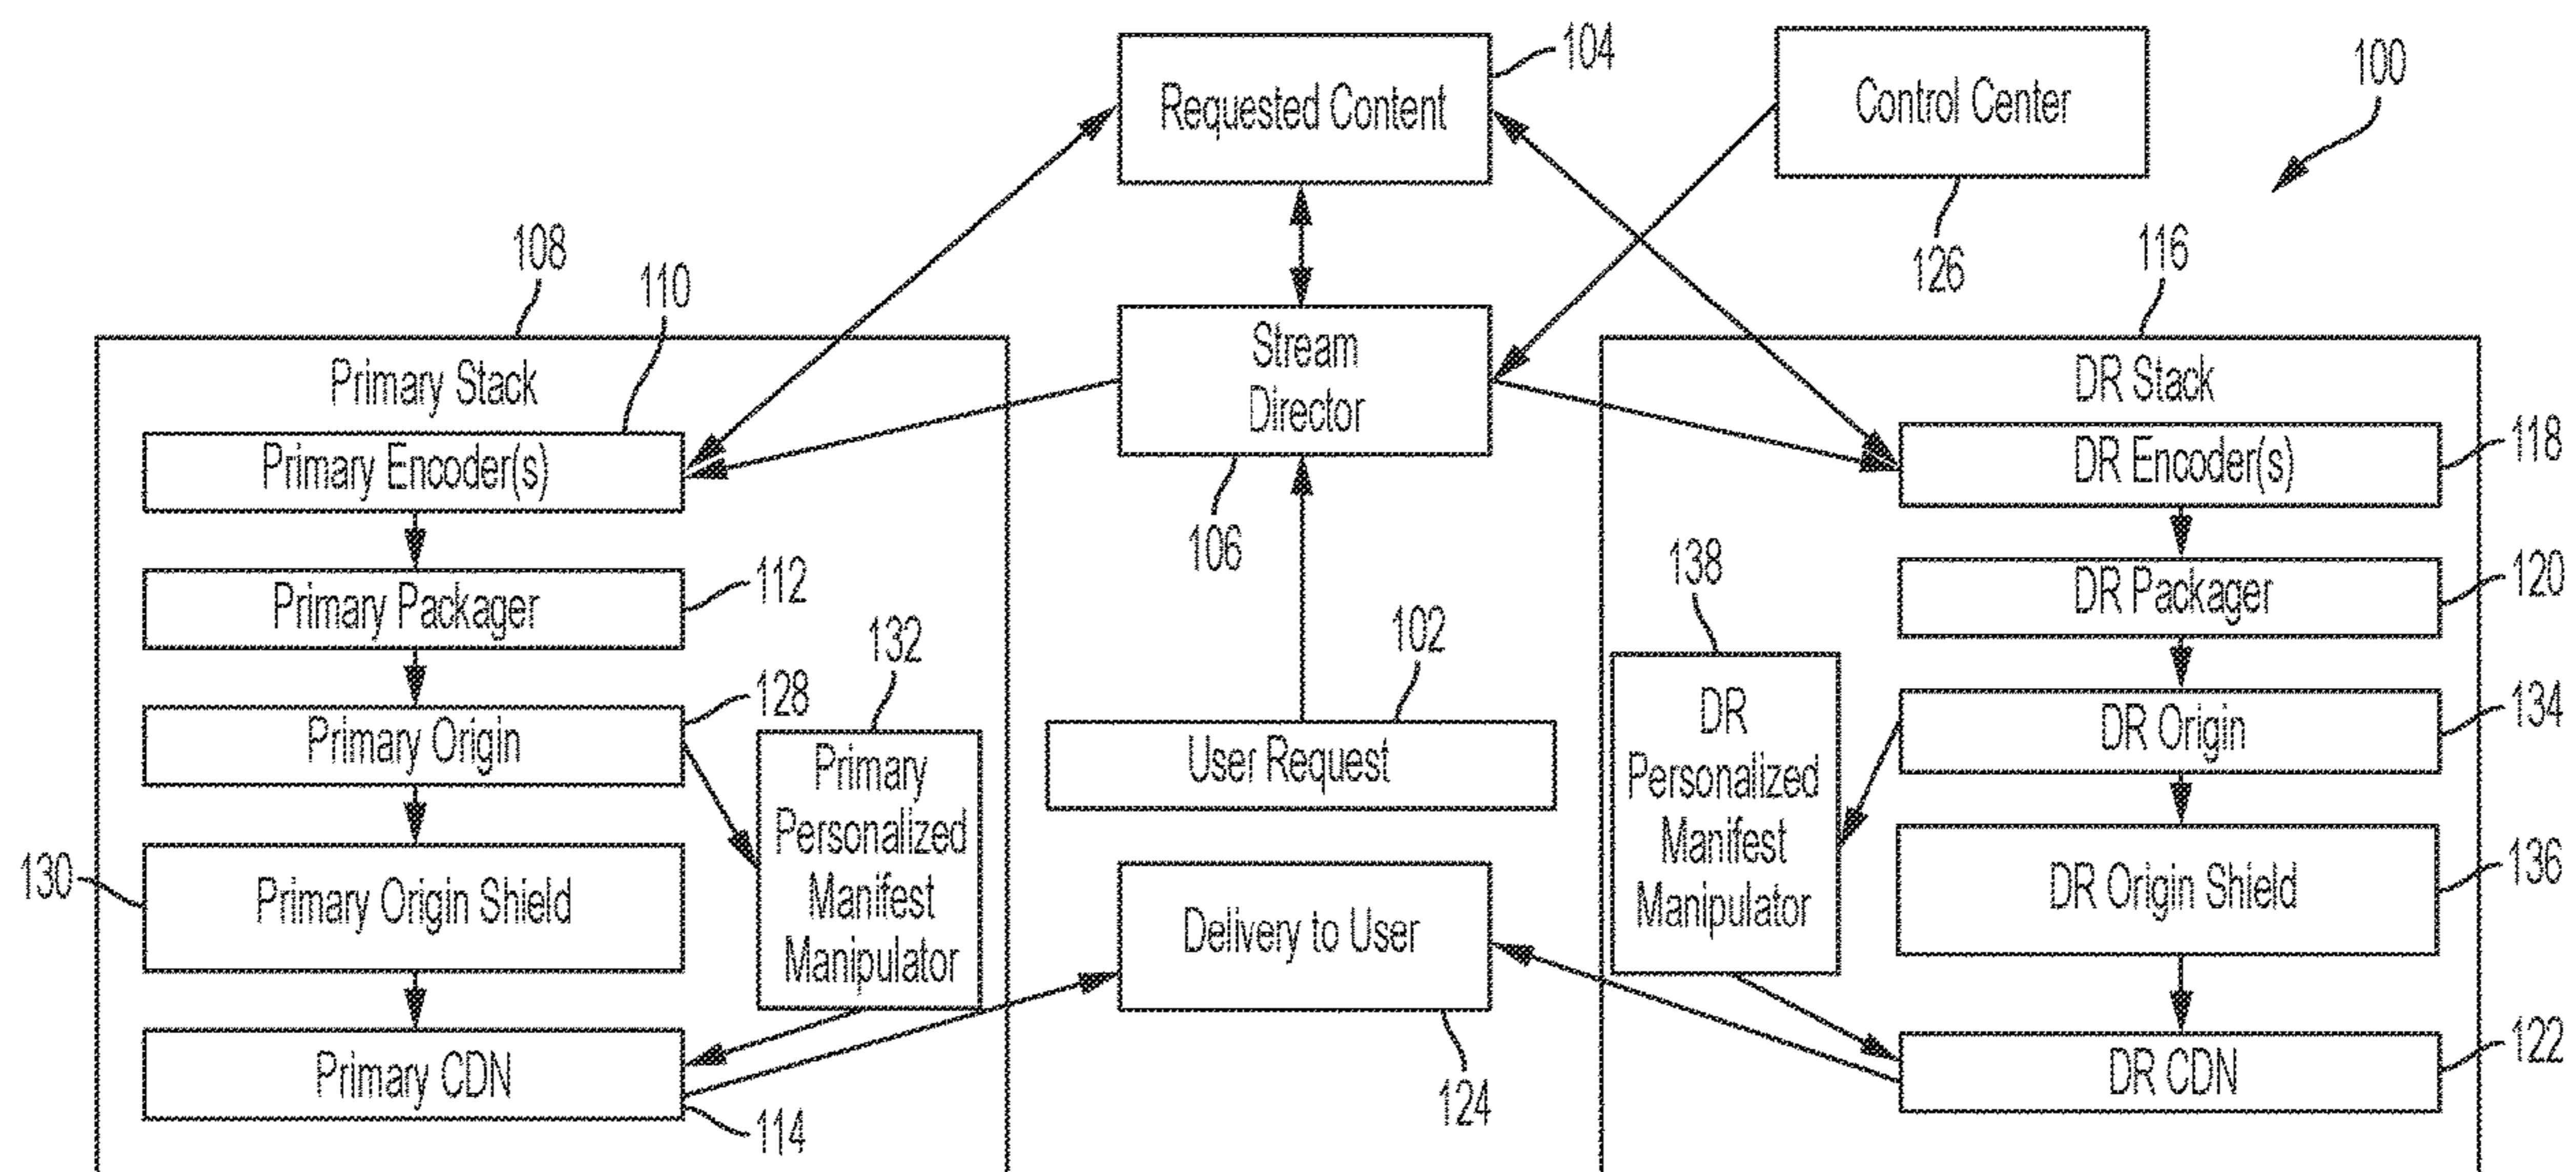 104
Requested Content
Control Center
100
126
108
110
116
Primary Stack
Stream
Director
DR Stack
Primary Encoder(s)
DR Encoder(s)
118
106
Primary Packager
112
138
DR Packager
120
132
102
Primary Origin
128
DR Origin
134
Primary
Personalized
Manifest
Manipulator
User Request
DR
Personalized
Manifest
Manipulator
130
Primary Origin Shield
Delivery to User
DR Origin Shield
136
Primary CDN
114
124
DR CDN
122